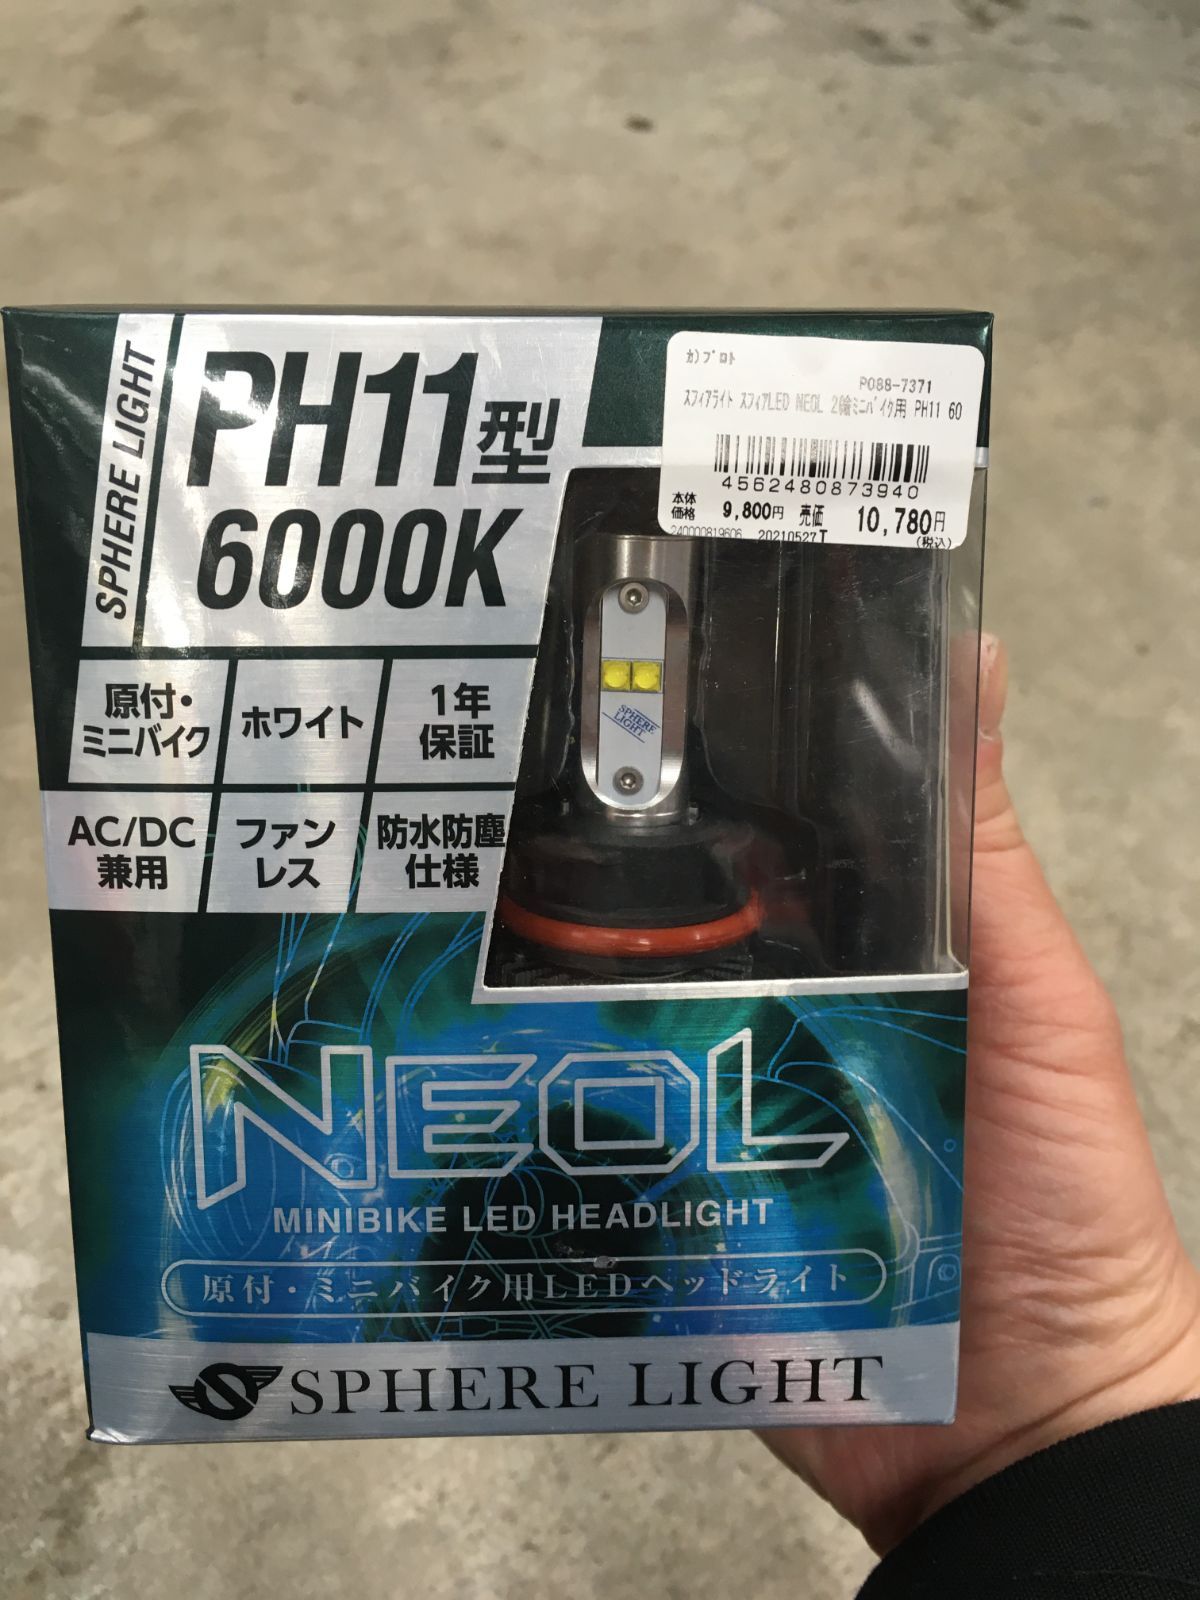 SPHERE LIGHT
PH11型
6000K
原付・
ミニバイク
ホワイト
1年
保証
AC/DC
兼用
ファン
レス
防水防塵
仕様
カ)プロト
P088-7371
スフィアライト スフィアLED NEOL 2輪ミニバイク用 PH11 60
4562480873940
本体
価格 9,800円 売価 10,780円
(税込)
240000819606 20210527T
SPHERE
LIGHT
NEOL
MINIBIKE LED HEADLIGHT
原付・ミニバイク用LEDヘッドライト
SPHERE LIGHT